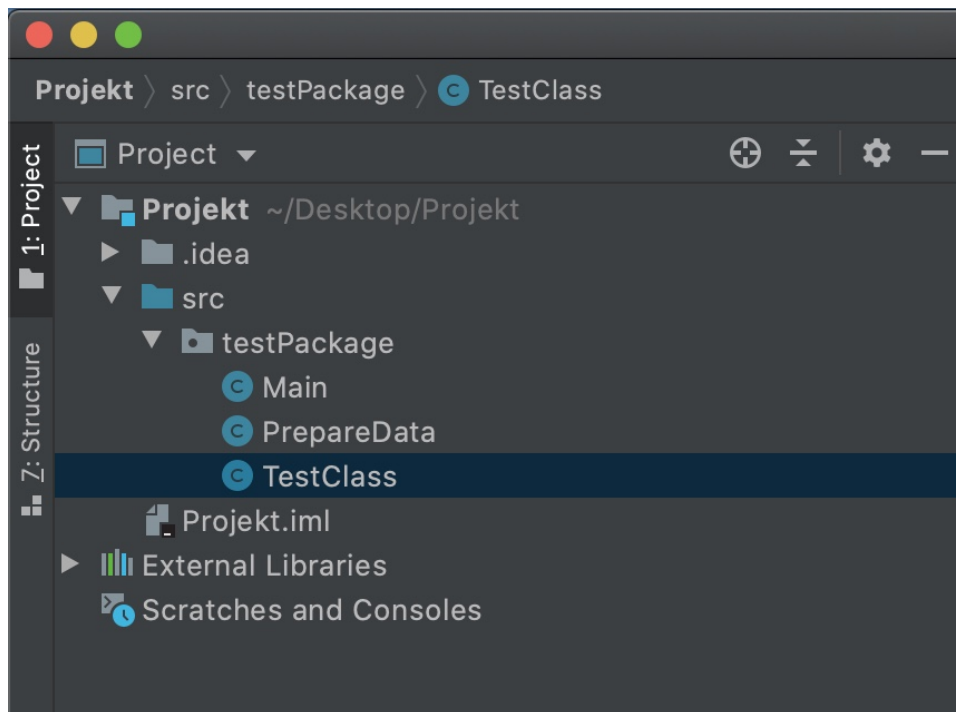 Projekt 〉 src 〉 testPackage 〉 C TestClass
Project
1: Project
Projekt ~/Desktop/Projekt
.idea
src
testPackage
C Main
C PrepareData
C TestClass
Projekt.iml
External Libraries
Scratches and Consoles
Z: Structure